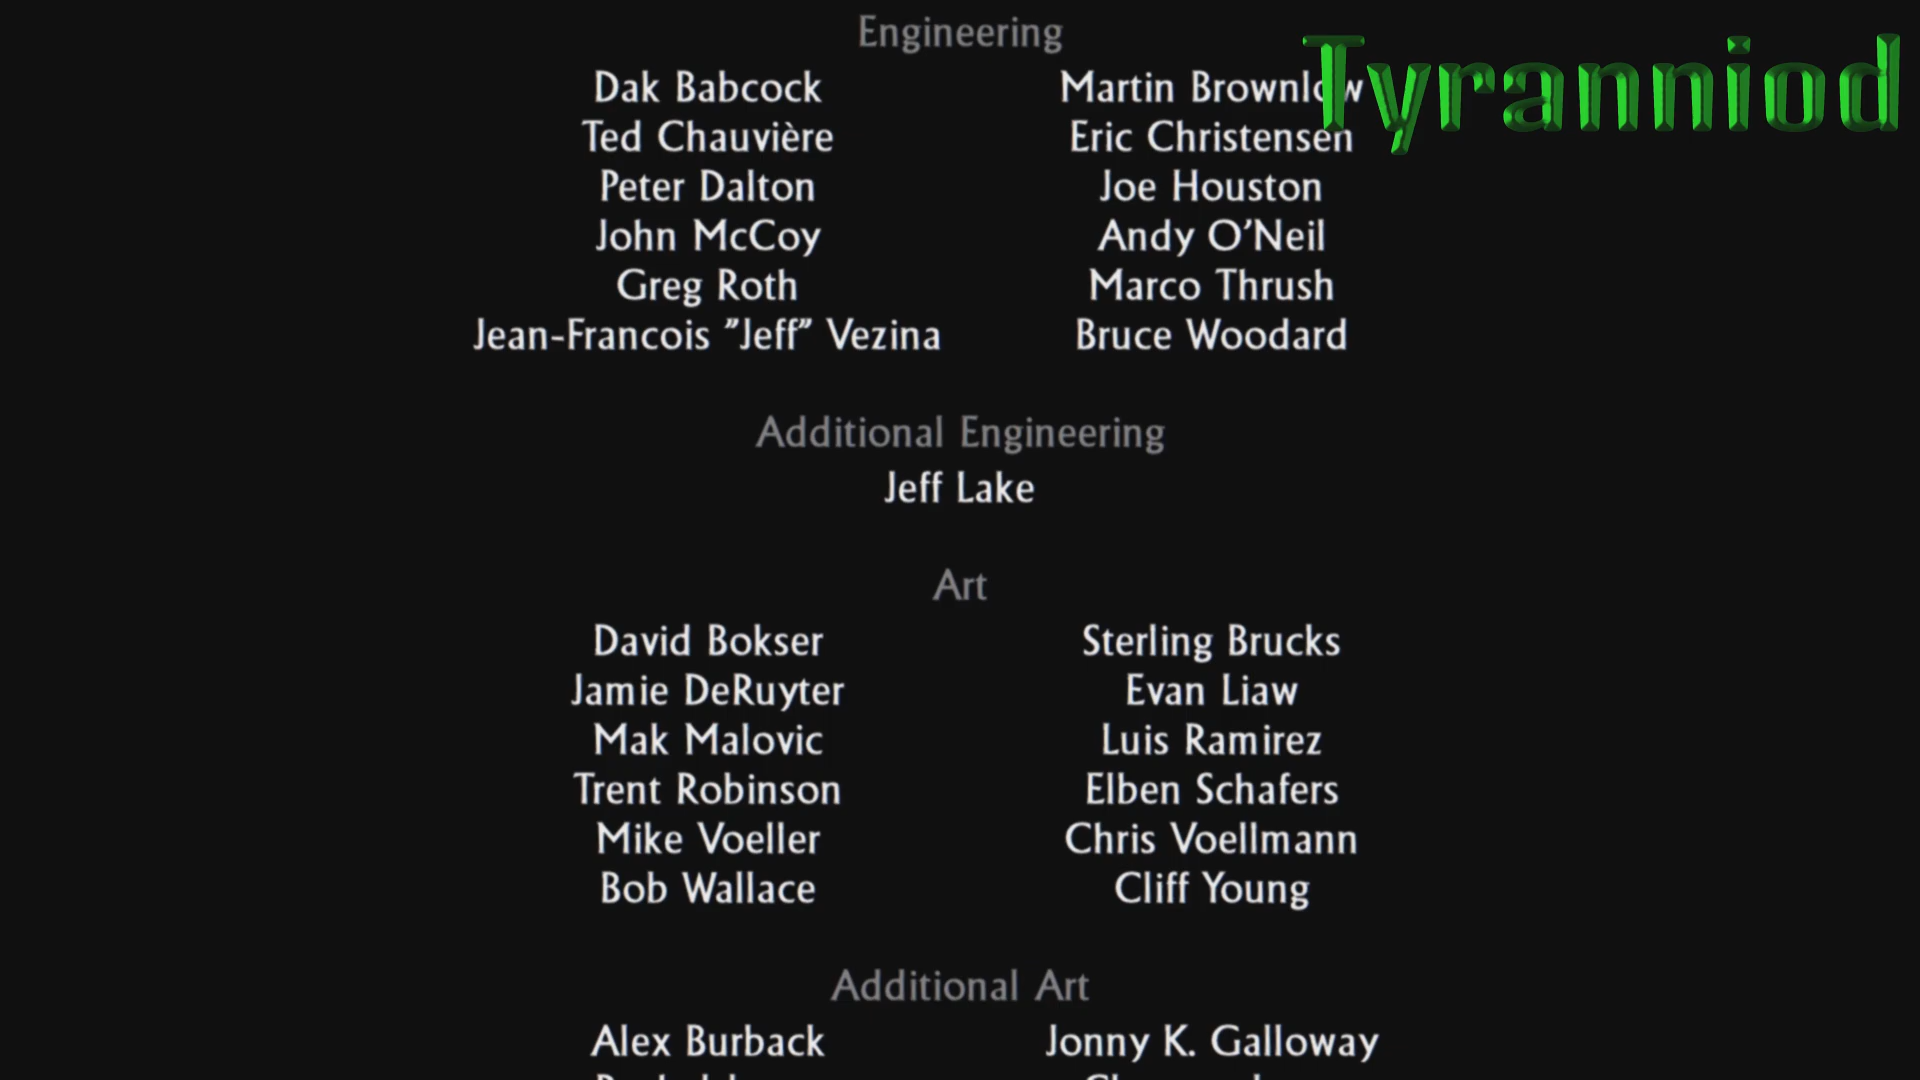 Engineering
Tyranniod
Dak Babcock Martin Brownlow
Ted Chauvière Eric Christensen
Peter Dalton Joe Houston
John McCoy Andy O’Neil
Greg Roth Marco Thrush
Jean-Francois ”Jeff” Vezina Bruce Woodard
Additional Engineering
Jeff Lake
Art
David Bokser Sterling Brucks
Jamie DeRuyter Evan Liaw
Mak Malovic Luis Ramirez
Trent Robinson Elben Schafers
Mike Voeller Chris Voellmann
Bob Wallace Cliff Young
Additional Art
Alex Burback Jonny K. Galloway